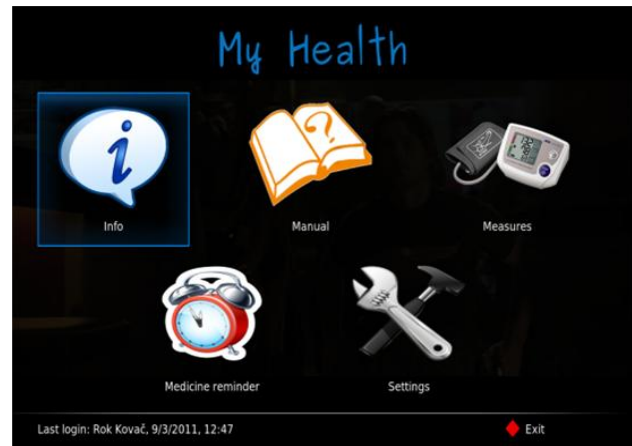 My Health
Info
Manual
Measures
Medicine reminder
Settings
Last login: Rok Kovač, 9/3/2011, 12:47
Exit